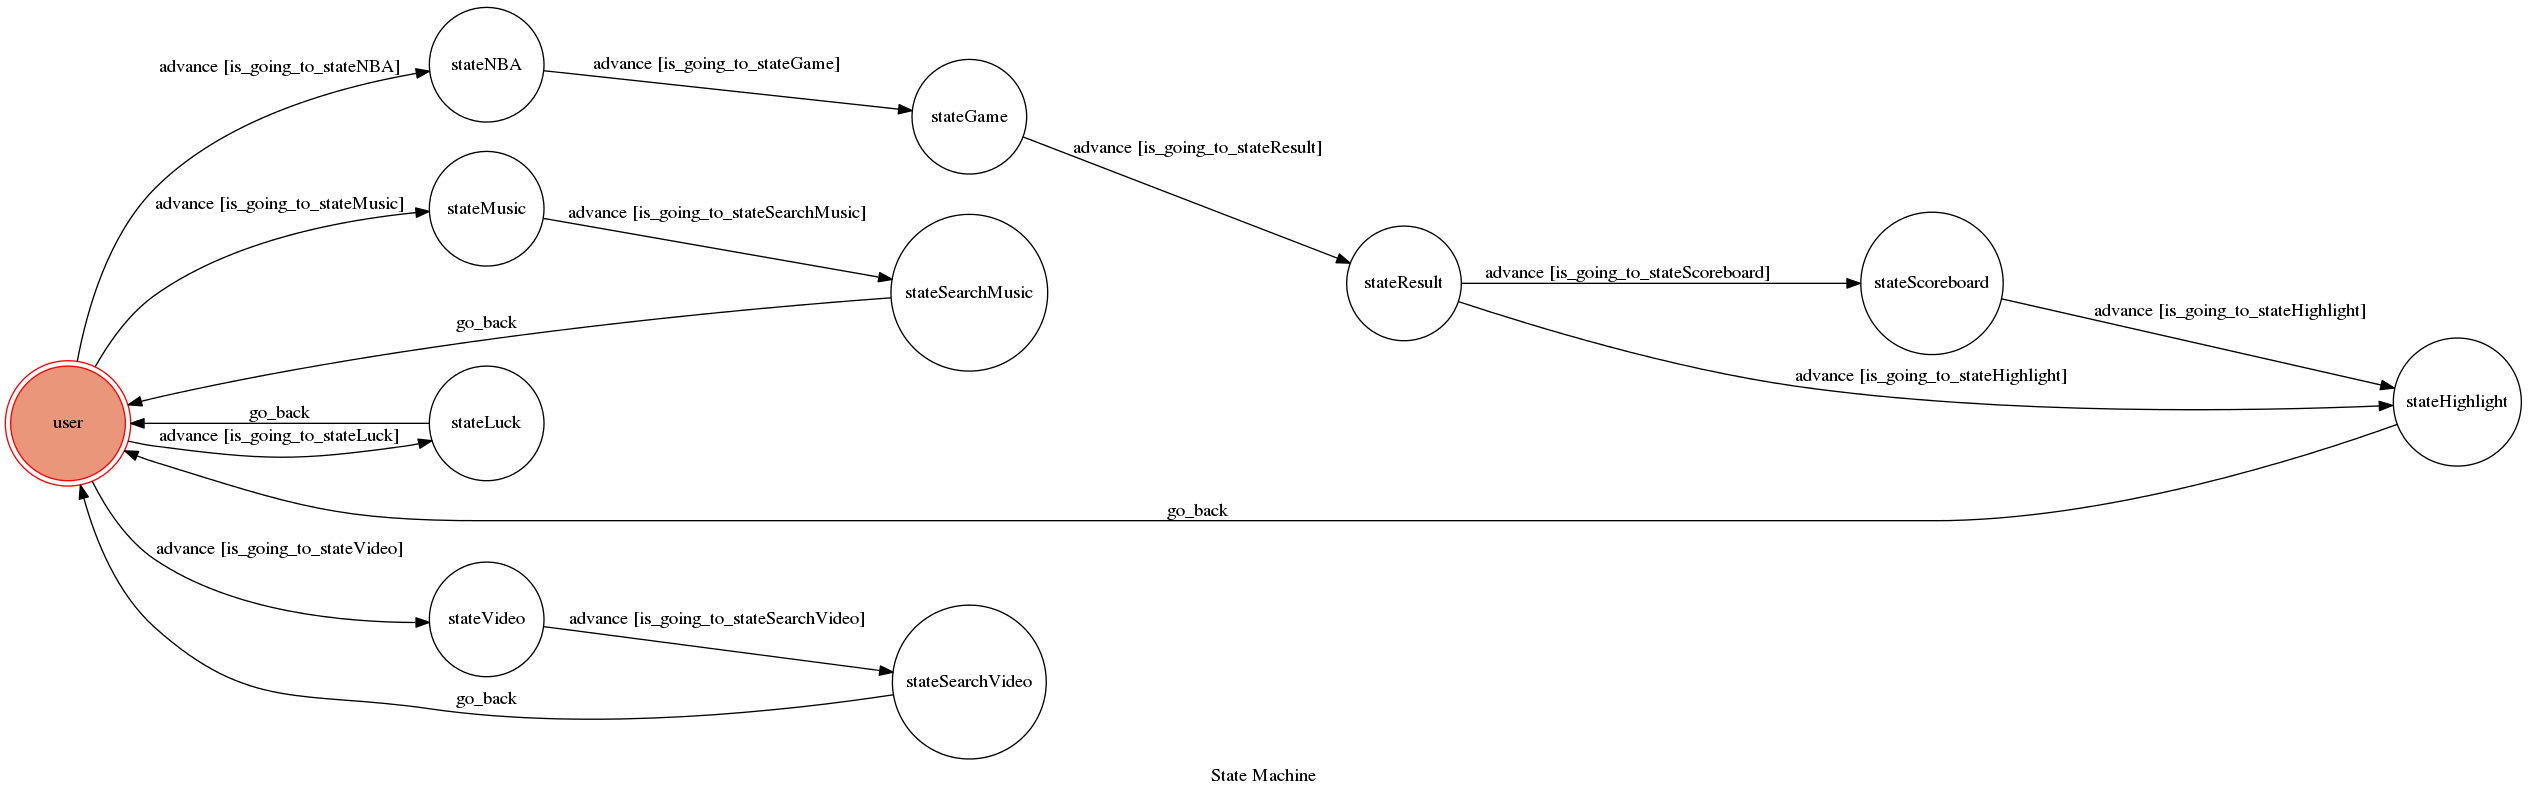 stateNBA
advance [is_going_to_stateNBA]
advance [is_going_to_stateGame]
stateGame
advance [is_going_to_stateResult]
advance [is_going_to_stateMusic]
stateMusic
advance [is_going_to_stateSearchMusic]
stateSearchMusic
stateResult
advance [is_going_to_stateScoreboard]
stateScoreboard
advance [is_going_to_stateHighlight]
go_back
advance [is_going_to_stateHighlight]
stateHighlight
user
go_back
stateLuck
advance [is_going_to_stateLuck]
go_back
advance [is_going_to_stateVideo]
stateVideo
advance [is_going_to_stateSearchVideo]
stateSearchVideo
go_back
State Machine